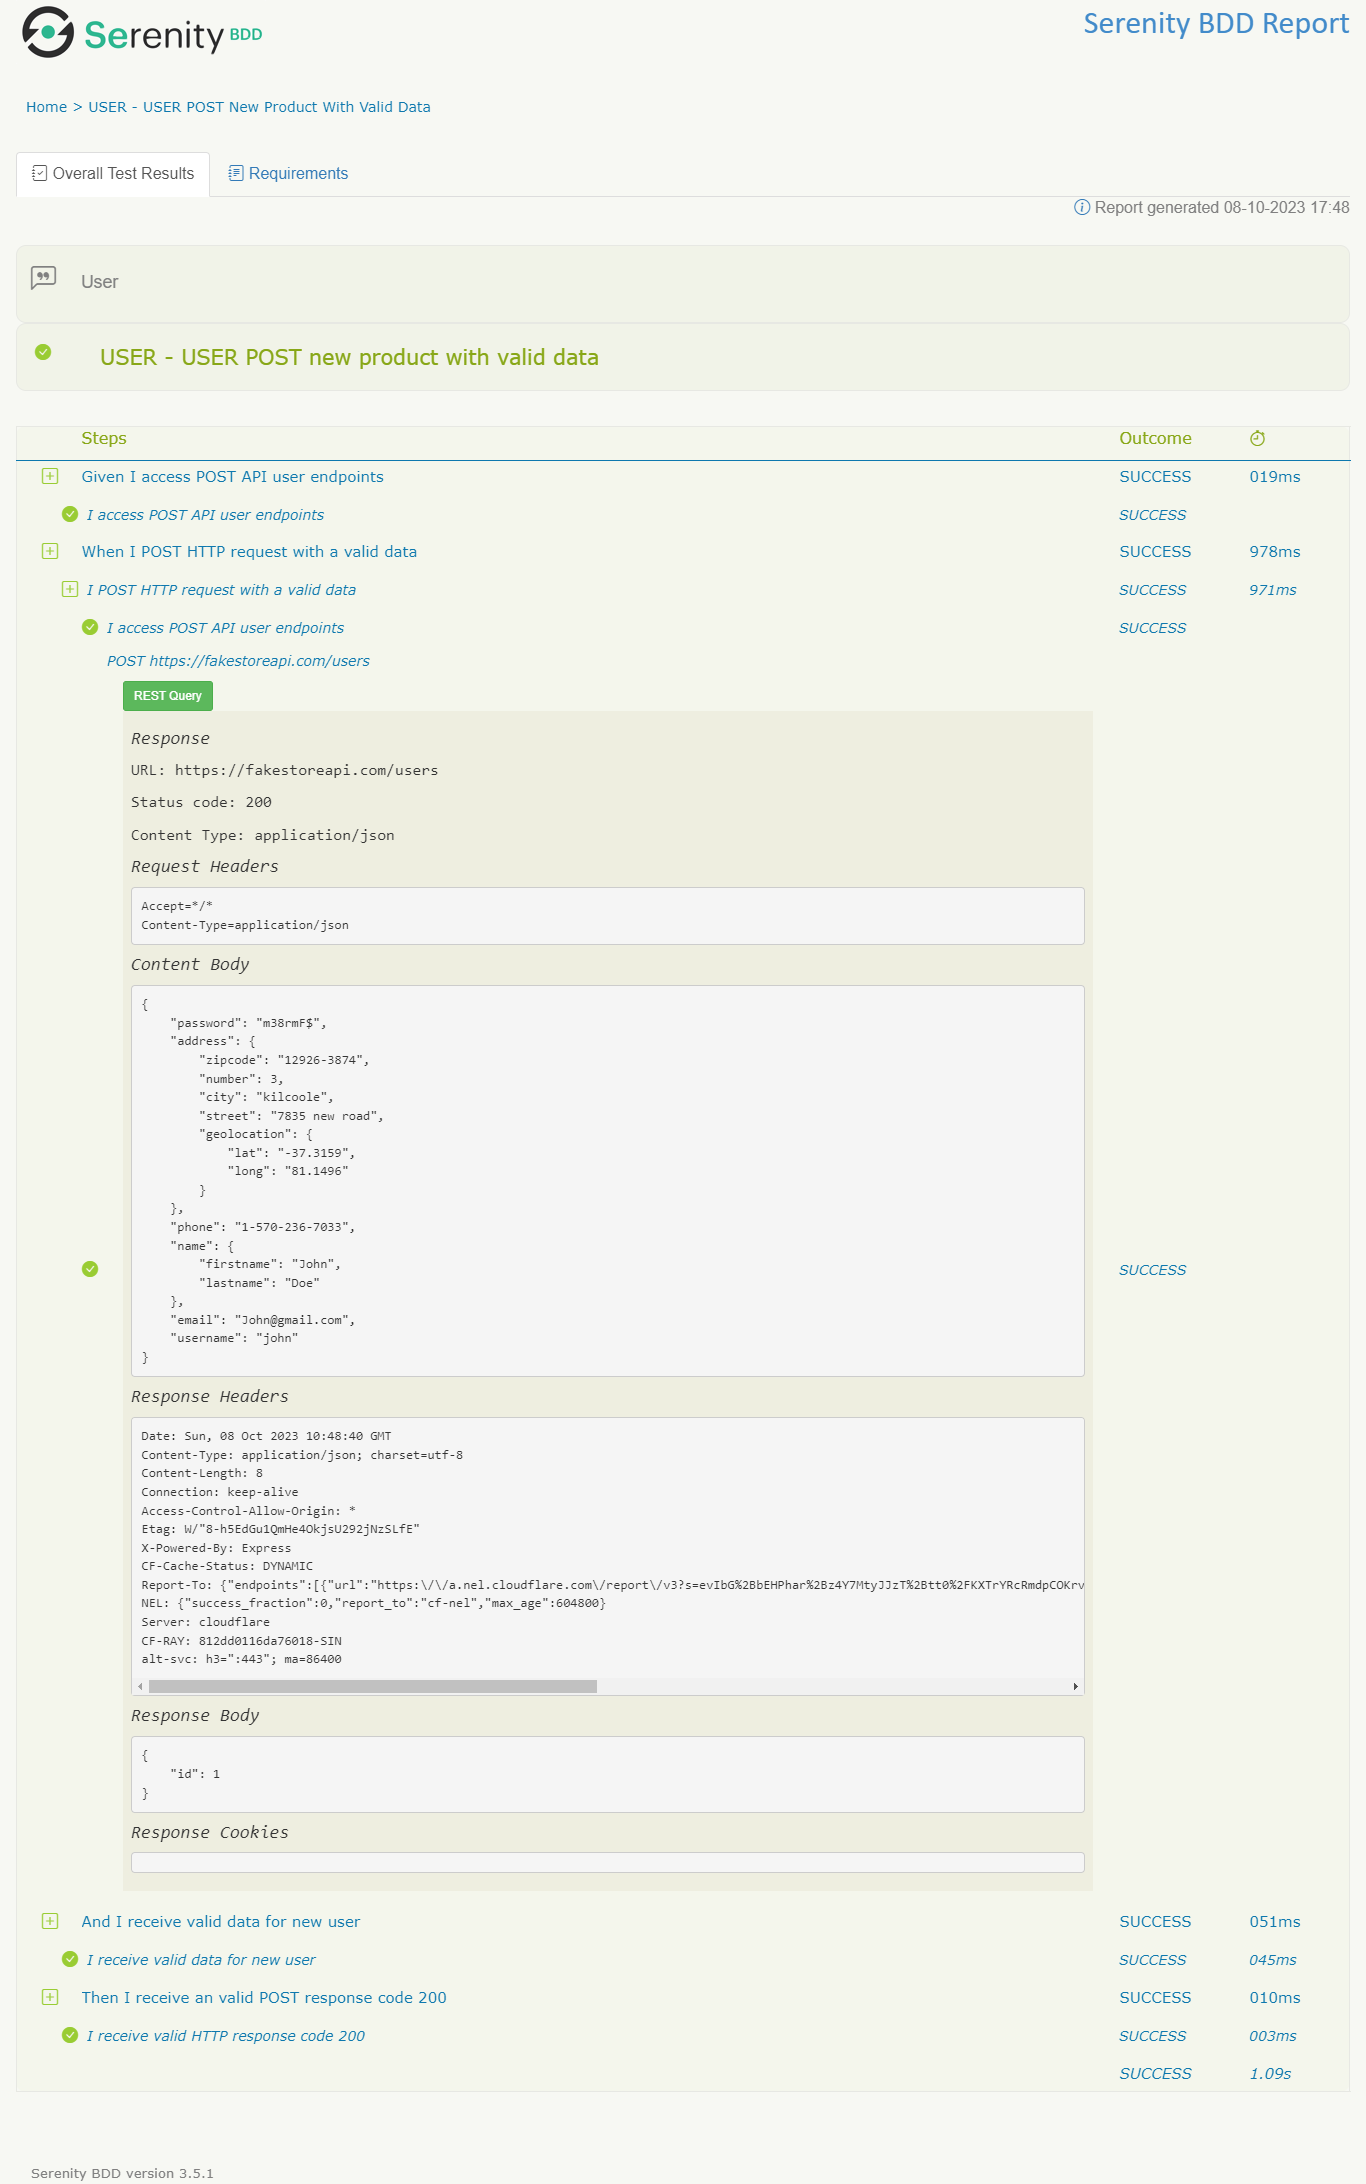 Serenity BDD
Serenity BDD Report
Home > USER - USER POST New Product With Valid Data
Overall Test Results
Requirements
Report generated 08-10-2023 17:48
User
USER - USER POST new product with valid data
Steps Outcome
Given I access POST API user endpoints SUCCESS 019ms
I access POST API user endpoints SUCCESS
When I POST HTTP request with a valid data SUCCESS 978ms
I POST HTTP request with a valid data SUCCESS 971ms
I access POST API user endpoints SUCCESS
POST https://fakestoreapi.com/users
REST Query
Response
URL: https://fakestoreapi.com/users
Status code: 200
Content Type: application/json
Request Headers
Accept=*/*
Content-Type=application/json
Content Body
{
    "password": "m38rmF$",
    "address": {
        "zipcode": "12926-3874",
        "number": 3,
        "city": "kilcoole",
        "street": "7835 new road",
        "geolocation": {
            "lat": "-37.3159",
            "long": "81.1496"
        }
    },
    "phone": "1-570-236-7033",
    "name": {
        "firstname": "John",
        "lastname": "Doe"
    },
    "email": "John@gmail.com",
    "username": "john"
}
SUCCESS
Response Headers
Date: Sun, 08 Oct 2023 10:48:40 GMT
Content-Type: application/json; charset=utf-8
Content-Length: 8
Connection: keep-alive
Access-Control-Allow-Origin: *
Etag: W/"8-h5EdGu1QmHe4OkjsU292jNzSLfE"
X-Powered-By: Express
CF-Cache-Status: DYNAMIC
Report-To: {"endpoints":[{"url":"https:\/\/a.nel.cloudflare.com\/report\/v3?s=evIbG%2BbEHPhar%2Bz4Y7MtyJJzT%2Btt0%2FKXTrYRcRmdpCOKrv
NEL: {"success_fraction":0,"report_to":"cf-nel","max_age":604800}
Server: cloudflare
CF-RAY: 812dd0116da76018-SIN
alt-svc: h3=":443"; ma=86400
Response Body
{
    "id": 1
}
Response Cookies
And I receive valid data for new user SUCCESS 051ms
I receive valid data for new user SUCCESS 045ms
Then I receive an valid POST response code 200 SUCCESS 010ms
I receive valid HTTP response code 200 SUCCESS 003ms
SUCCESS 1.09s
Serenity BDD version 3.5.1